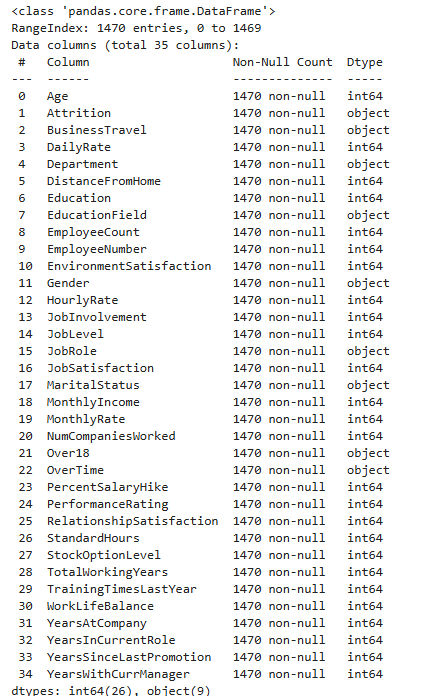 <class 'pandas.core.frame.DataFrame'>
RangeIndex: 1470 entries, 0 to 1469
Data columns (total 35 columns):
 #   Column                    Non-Null Count  Dtype
---  ------                    --------------  -----
 0   Age                       1470 non-null   int64
 1   Attrition                 1470 non-null   object
 2   BusinessTravel            1470 non-null   object
 3   DailyRate                 1470 non-null   int64
 4   Department                1470 non-null   object
 5   DistanceFromHome          1470 non-null   int64
 6   Education                 1470 non-null   int64
 7   EducationField            1470 non-null   object
 8   EmployeeCount             1470 non-null   int64
 9   EmployeeNumber            1470 non-null   int64
 10  EnvironmentSatisfaction   1470 non-null   int64
 11  Gender                    1470 non-null   object
 12  HourlyRate                1470 non-null   int64
 13  JobInvolvement            1470 non-null   int64
 14  JobLevel                  1470 non-null   int64
 15  JobRole                   1470 non-null   object
 16  JobSatisfaction           1470 non-null   int64
 17  MaritalStatus             1470 non-null   object
 18  MonthlyIncome             1470 non-null   int64
 19  MonthlyRate               1470 non-null   int64
 20  NumCompaniesWorked        1470 non-null   int64
 21  Over18                    1470 non-null   object
 22  OverTime                  1470 non-null   object
 23  PercentSalaryHike         1470 non-null   int64
 24  PerformanceRating         1470 non-null   int64
 25  RelationshipSatisfaction  1470 non-null   int64
 26  StandardHours             1470 non-null   int64
 27  StockOptionLevel          1470 non-null   int64
 28  TotalWorkingYears         1470 non-null   int64
 29  TrainingTimesLastYear     1470 non-null   int64
 30  WorkLifeBalance           1470 non-null   int64
 31  YearsAtCompany            1470 non-null   int64
 32  YearsInCurrentRole        1470 non-null   int64
 33  YearsSinceLastPromotion   1470 non-null   int64
 34  YearsWithCurrManager      1470 non-null   int64
dtypes: int64(26), object(9)